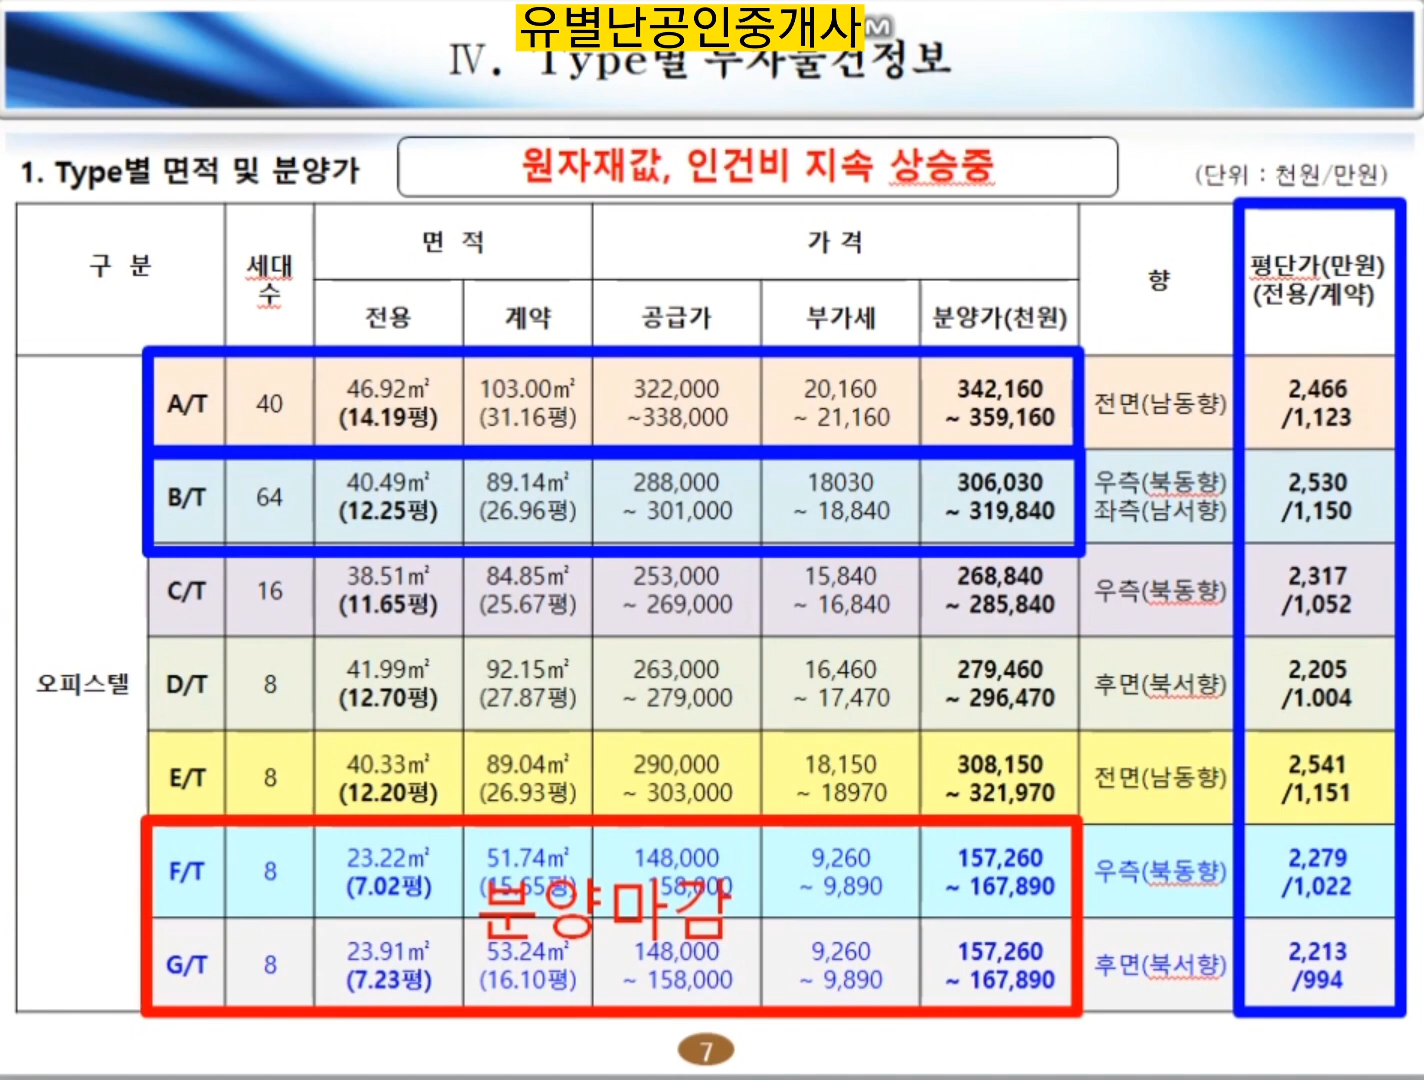 유별난공인중개사
Ⅳ. Type별 투자물건정보
1. Type별 면적 및 분양가
원자재값, 인건비 지속 상승중
(단위 : 천원/만원)
구 분
세대
수
면 적
가 격
향
평단가(만원)
(전용/계약)
전용
계약
공급가
부가세
분양가(천원)
오피스텔
A/T
40
46.92㎡
(14.19평)
103.00㎡
(31.16평)
322,000
~338,000
20,160
~ 21,160
342,160
~ 359,160
전면(남동향)
2,466
/1,123
B/T
64
40.49㎡
(12.25평)
89.14㎡
(26.96평)
288,000
~ 301,000
18030
~ 18,840
306,030
~ 319,840
우측(북동향)
좌측(남서향)
2,530
/1,150
C/T
16
38.51㎡
(11.65평)
84.85㎡
(25.67평)
253,000
~ 269,000
15,840
~ 16,840
268,840
~ 285,840
우측(북동향)
2,317
/1,052
D/T
8
41.99㎡
(12.70평)
92.15㎡
(27.87평)
263,000
~ 279,000
16,460
~ 17,470
279,460
~ 296,470
후면(북서향)
2,205
/1.004
E/T
8
40.33㎡
(12.20평)
89.04㎡
(26.93평)
290,000
~ 303,000
18,150
~ 18970
308,150
~ 321,970
전면(남동향)
2,541
/1,151
F/T
8
23.22㎡
(7.02평)
51.74㎡
(15.65평)
148,000
~ 158,000
9,260
~ 9,890
157,260
~ 167,890
우측(북동향)
2,279
/1,022
분양마감
G/T
8
23.91㎡
(7.23평)
53.24㎡
(16.10평)
148,000
~ 158,000
9,260
~ 9,890
157,260
~ 167,890
후면(북서향)
2,213
/994
7